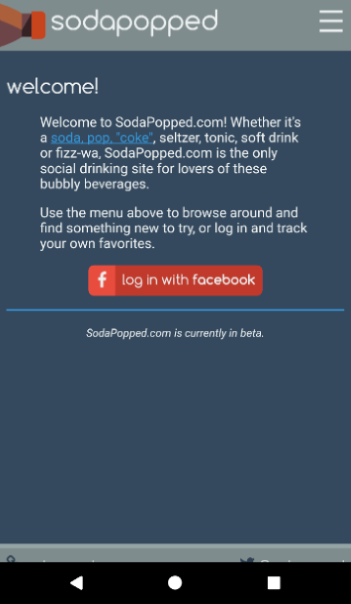 sodapopped
welcome!
Welcome to SodaPopped.com! Whether it's
a soda, pop, "coke", seltzer, tonic, soft drink
or fizz-wa, SodaPopped.com is the only
social drinking site for lovers of these
bubbly beverages.
Use the menu above to browse around and
find something new to try, or log in and track
your own favorites.
f log in with facebook
SodaPopped.com is currently in beta.